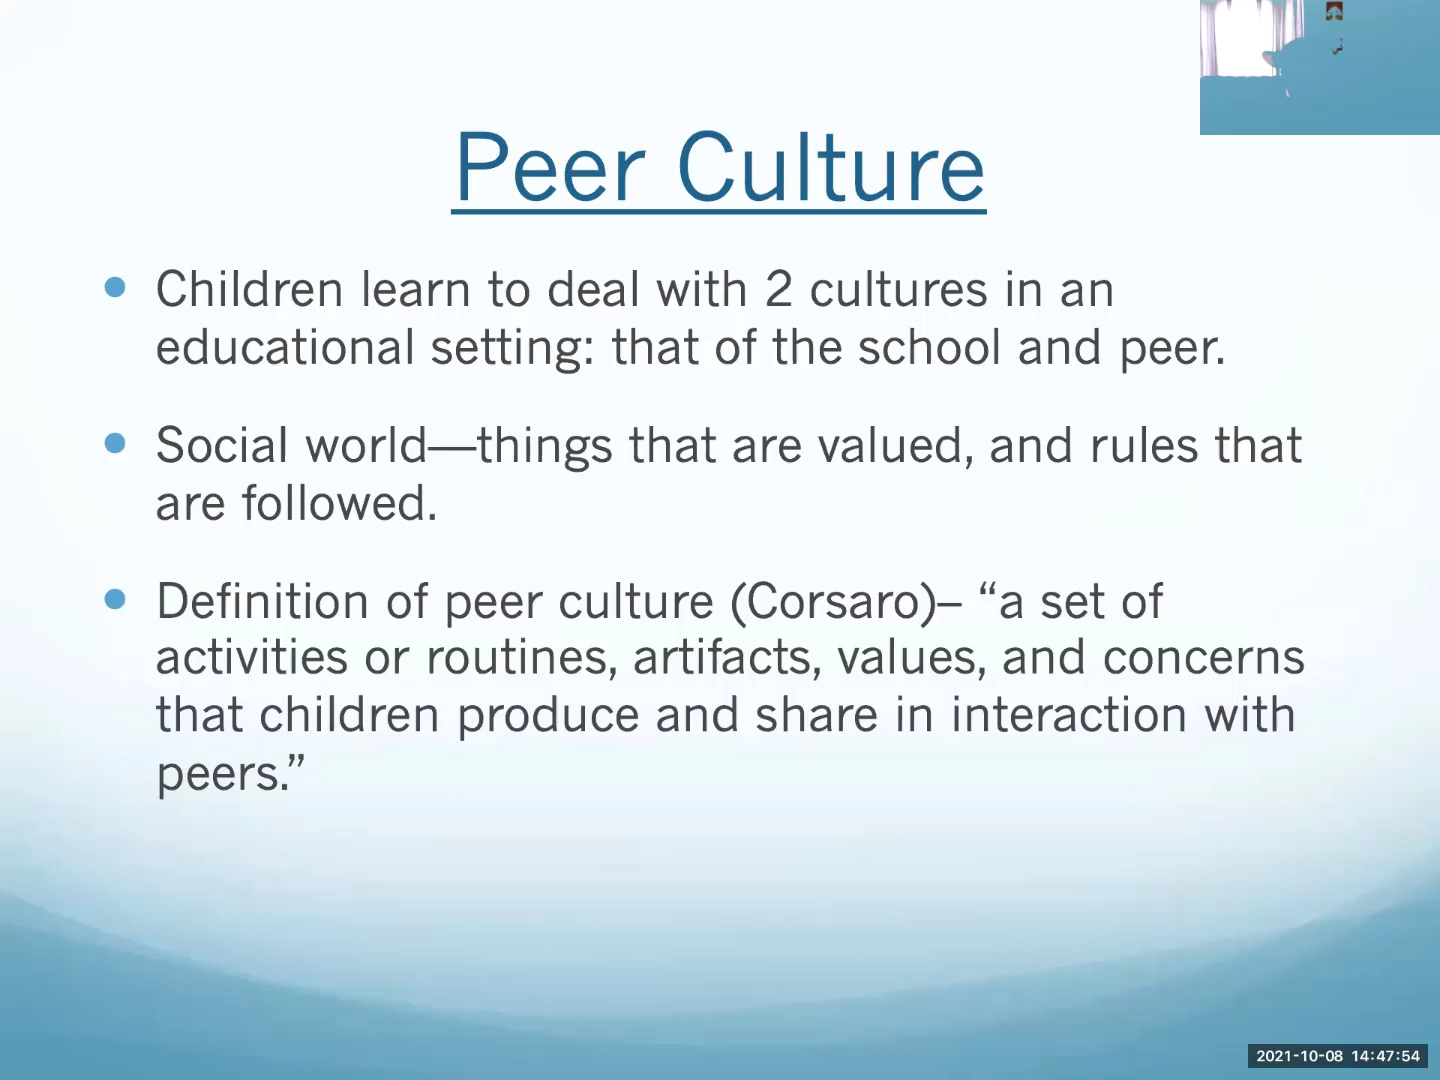 Peer Culture
Children learn to deal with 2 cultures in an
educational setting: that of the school and peer.
Social world—things that are valued, and rules that
are followed.
Definition of peer culture (Corsaro)– “a set of
activities or routines, artifacts, values, and concerns
that children produce and share in interaction with
peers.”
2021-10-08 14:47:54